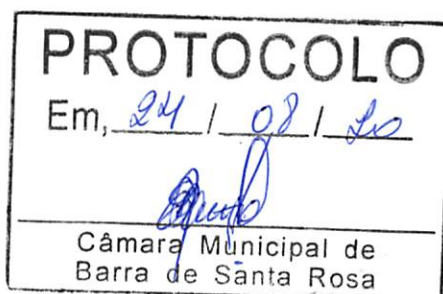 PROTOCOLO
Em, 24 / 08 / 20
Câmara Municipal de
Barra de Santa Rosa